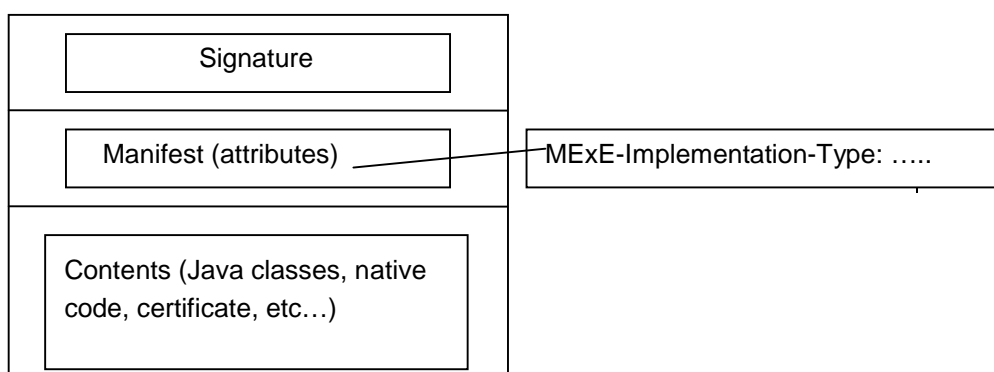 Signature
Manifest (attributes)
MExE-Implementation-Type: …..
Contents (Java classes, native
code, certificate, etc…)